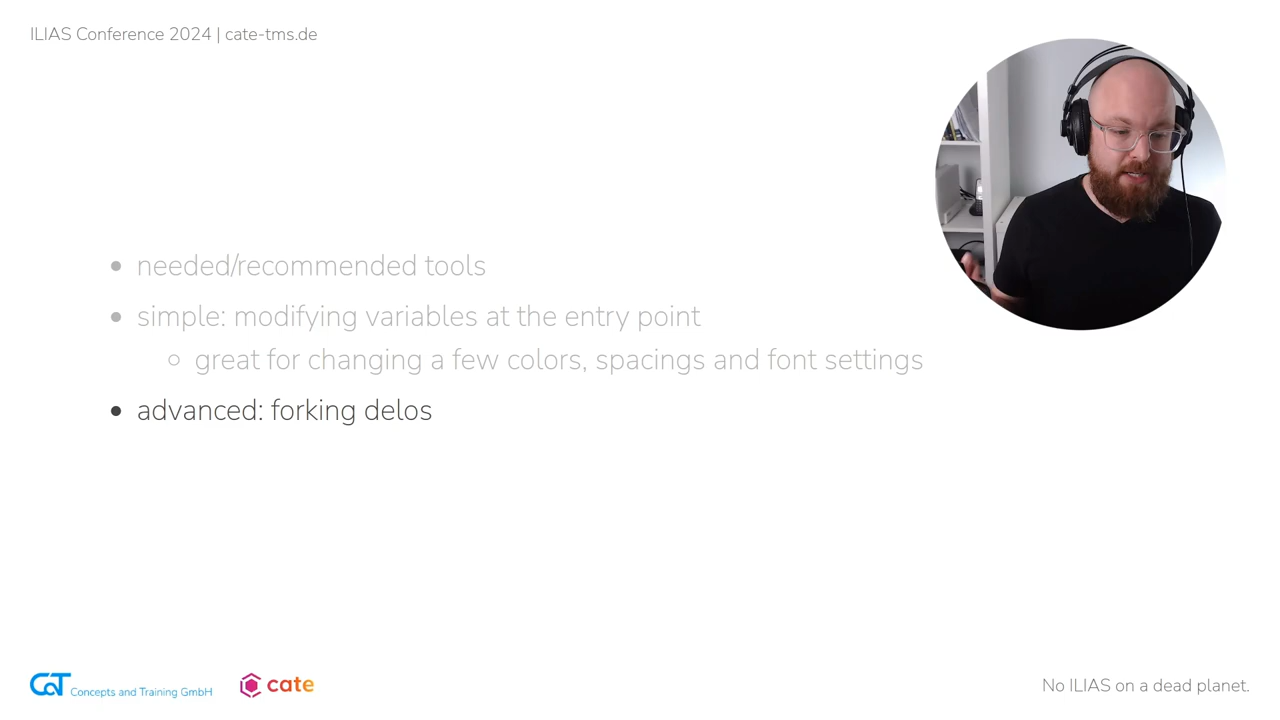 ILIAS Conference 2024 | cate-tms.de
needed/recommended tools
simple: modifying variables at the entry point
great for changing a few colors, spacings and font settings
advanced: forking delos
CaT Concepts and Training GmbH
cate
No ILIAS on a dead planet.